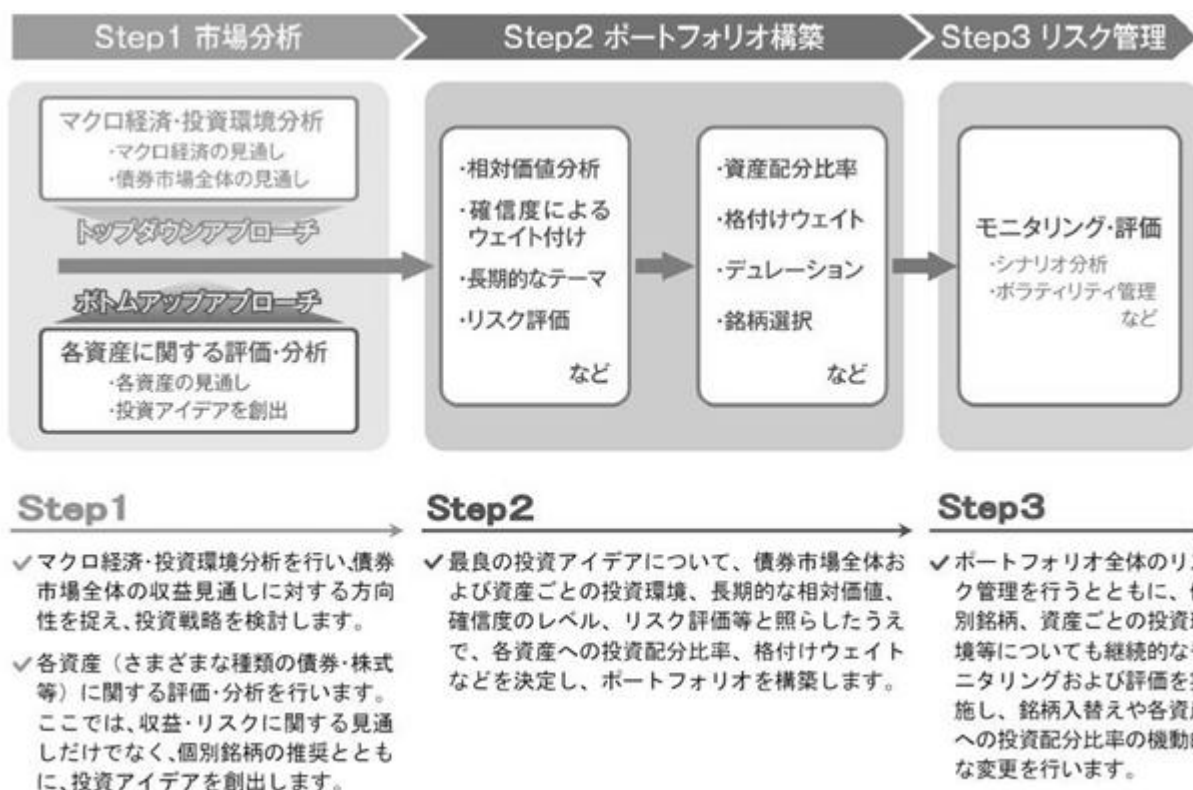 Step1 市場分析
Step2 ポートフォリオ構築
Step3 リスク管理
マクロ経済・投資環境分析
・マクロ経済の見通し
・債券市場全体の見通し
トップダウンアプローチ
ボトムアップアプローチ
各資産に関する評価・分析
・各資産の見通し
・投資アイデアを創出
・相対価値分析
・確信度による
ウェイト付け
・長期的なテーマ
・リスク評価
など
・資産配分比率
・格付けウェイト
・デュレーション
・銘柄選択
など
モニタリング・評価
・シナリオ分析
・ボラティリティ管理
など
Step1
✓マクロ経済・投資環境分析を行い、債券
市場全体の収益見通しに対する方向
性を捉え、投資戦略を検討します。
✓各資産（さまざまな種類の債券・株式
等）に関する評価・分析を行います。
ここでは、収益・リスクに関する見通
しだけでなく、個別銘柄の推奨ととも
に、投資アイデアを創出します。
Step2
✓最良の投資アイデアについて、債券市場全体お
よび資産ごとの投資環境、長期的な相対価値、
確信度のレベル、リスク評価等と照らしたうえ
で、各資産への投資配分比率、格付けウェイト
などを決定し、ポートフォリオを構築します。
Step3
✓ポートフォリオ全体のリ
ク管理を行うとともに、
別銘柄、資産ごとの投資
境等についても継続的な
ニタリングおよび評価を
施し、銘柄入替えや各資
への投資配分比率の機動
な変更を行います。